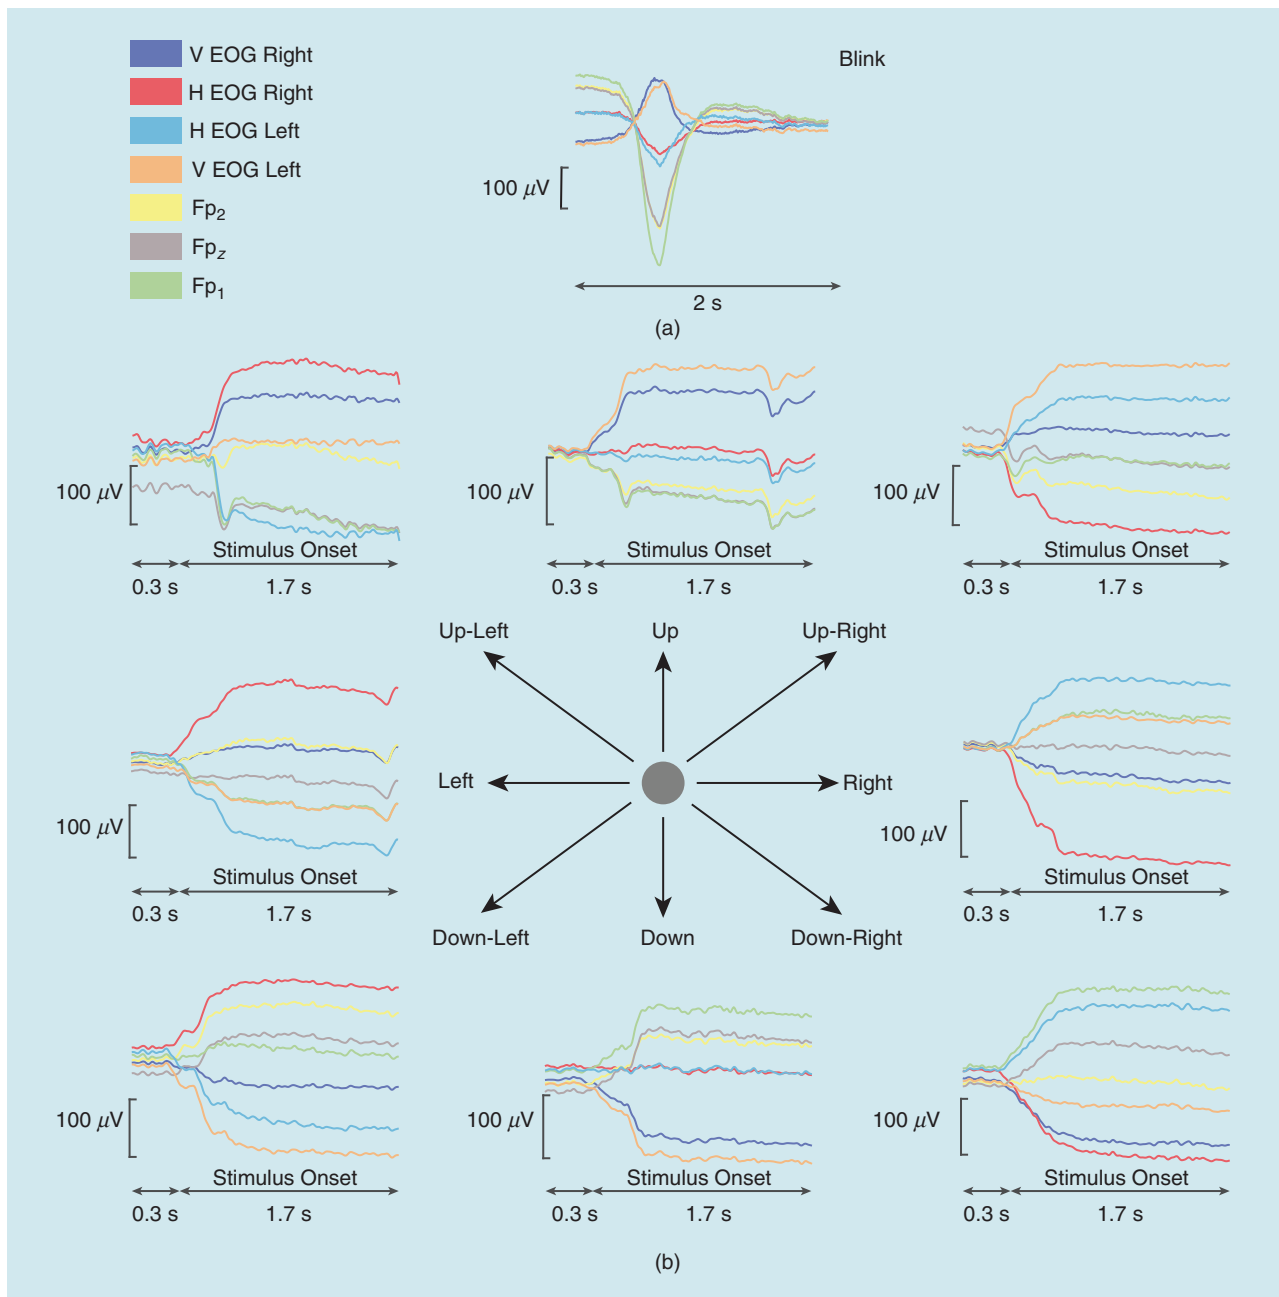 V EOG Right
H EOG Right
H EOG Left
V EOG Left
Fp2
Fpz
Fp1
Blink
100 μV
2 s
(a)
100 μV
Stimulus Onset
0.3 s
1.7 s
100 μV
Stimulus Onset
0.3 s
1.7 s
100 μV
Stimulus Onset
0.3 s
1.7 s
Up-Left
Up
Up-Right
100 μV
Stimulus Onset
0.3 s
1.7 s
Left
Right
100 μV
Stimulus Onset
0.3 s
1.7 s
Down-Left
Down
Down-Right
100 μV
Stimulus Onset
0.3 s
1.7 s
100 μV
Stimulus Onset
0.3 s
1.7 s
100 μV
Stimulus Onset
0.3 s
1.7 s
(b)